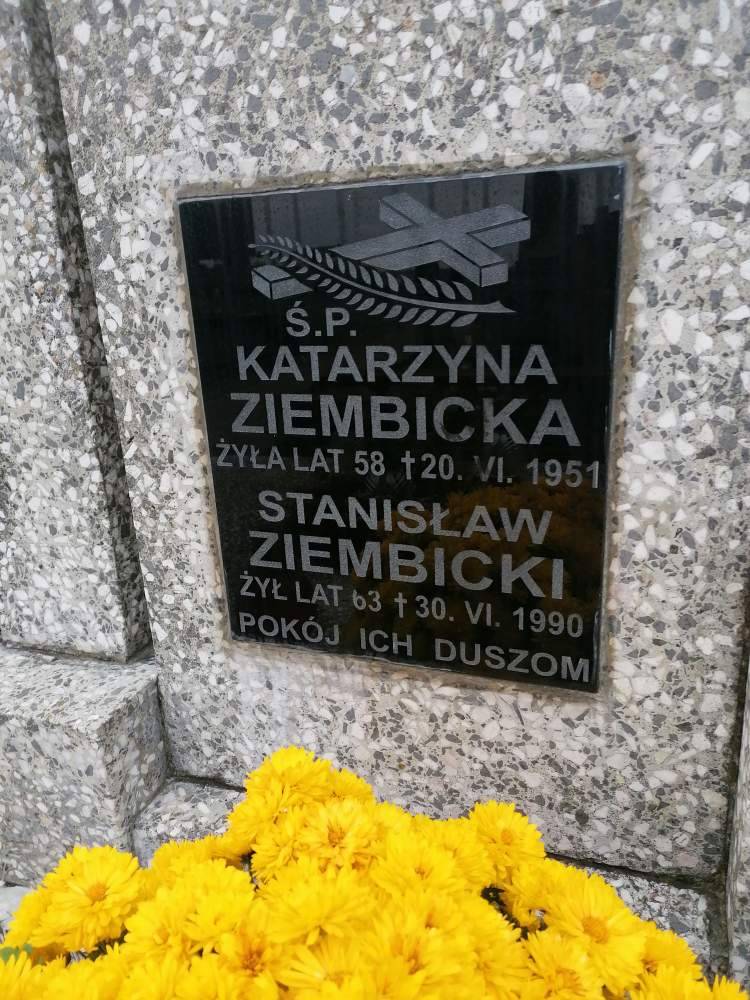 Ś.P.
KATARZYNA
ZIEMBICKA
ŻYŁA LAT 58 †20. VI. 1951
STANISŁAW
ZIEMBICKI
ŻYŁ LAT 63 †30. VI. 1990
POKÓJ ICH DUSZOM